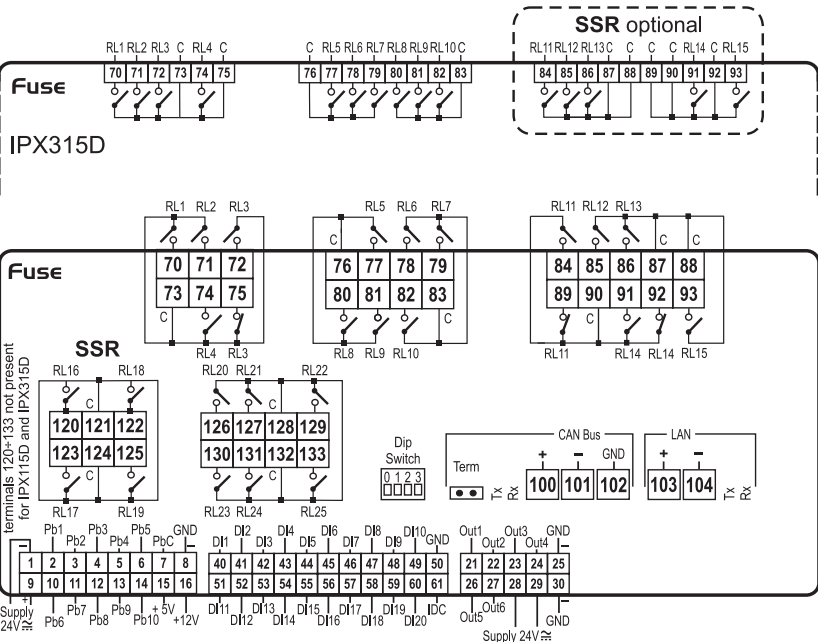 SSR optional
RL1 RL2 RL3 C RL4 C
C RL5 RL6 RL7 RL8 RL9 RL10 C
RL11 RL12 RL13 C C C C RL14 C RL15
70 71 72 73 74 75
76 77 78 79 80 81 82 83
84 85 86 87 88 89 90 91 92 93
Fuse
IPX315D
RL1 RL2 RL3
RL5 RL6 RL7
RL11 RL12 RL13
C
C
C C
Fuse
70 71 72
73 74 75
76 77 78 79
80 81 82 83
84 85 86 87 88
89 90 91 92 93
C
C
C
RL4 RL3
RL8 RL9 RL10
RL11 RL14 RL14 RL15
terminals 120÷133 not present
for IPX115D and IPX315D
SSR
RL16 RL18
C
120 121 122
123 124 125
C
RL17 RL19
RL20 RL21 RL22
C
126 127 128 129
130 131 132 133
C
RL23 RL24 RL25
Dip
Switch
0 1 2 3
Term
Tx
Rx
CAN Bus
+ – GND
100 101 102
LAN
+ –
103 104
Tx
Rx
Pb1 Pb3 Pb5 GND
– Pb2 Pb4 PbC –
1 2 3 4 5 6 7 8
9 10 11 12 13 14 15 16
+ Pb7 Pb9 + 5V –
Supply
24V≂
Pb6 Pb8 Pb10 +12V
DI2 DI4 DI6 DI8 DI10
DI1 DI3 DI5 DI7 DI9 GND
40 41 42 43 44 45 46 47 48 49 50
51 52 53 54 55 56 57 58 59 60 61
DI11 DI13 DI15 DI17 DI19 IDC
DI12 DI14 DI16 DI18 DI20
Out1 Out3 GND
Out2 Out4 –
21 22 23 24 25
26 27 28 29 30
Out5 Out6 –
GND
Supply 24V≂